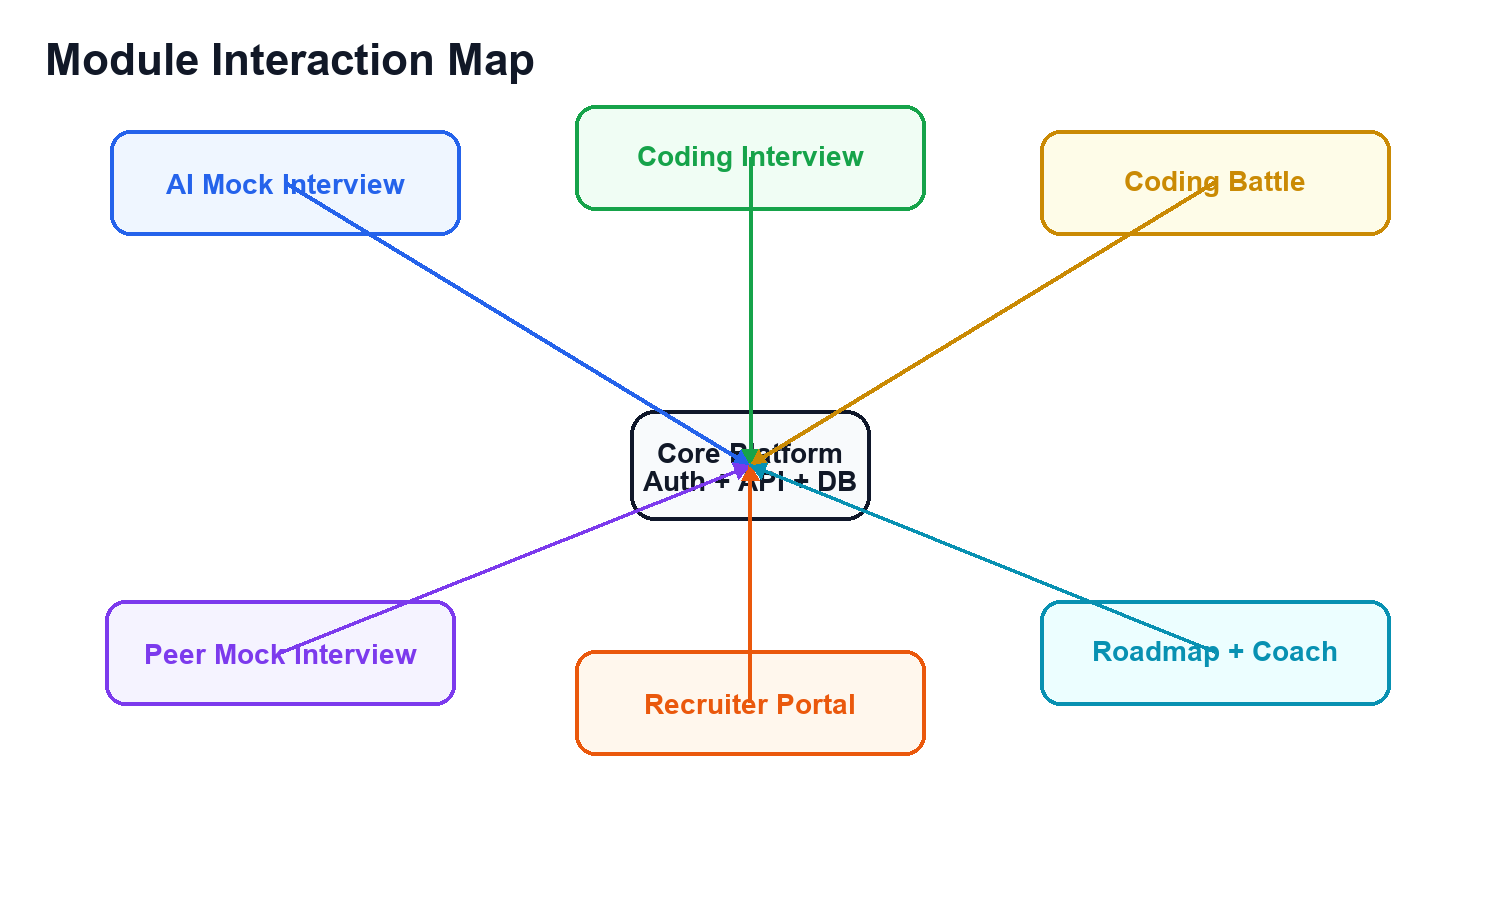 Module Interaction Map
AI Mock Interview
Coding Interview
Coding Battle
Core Platform
Auth + API + DB
Peer Mock Interview
Recruiter Portal
Roadmap + Coach